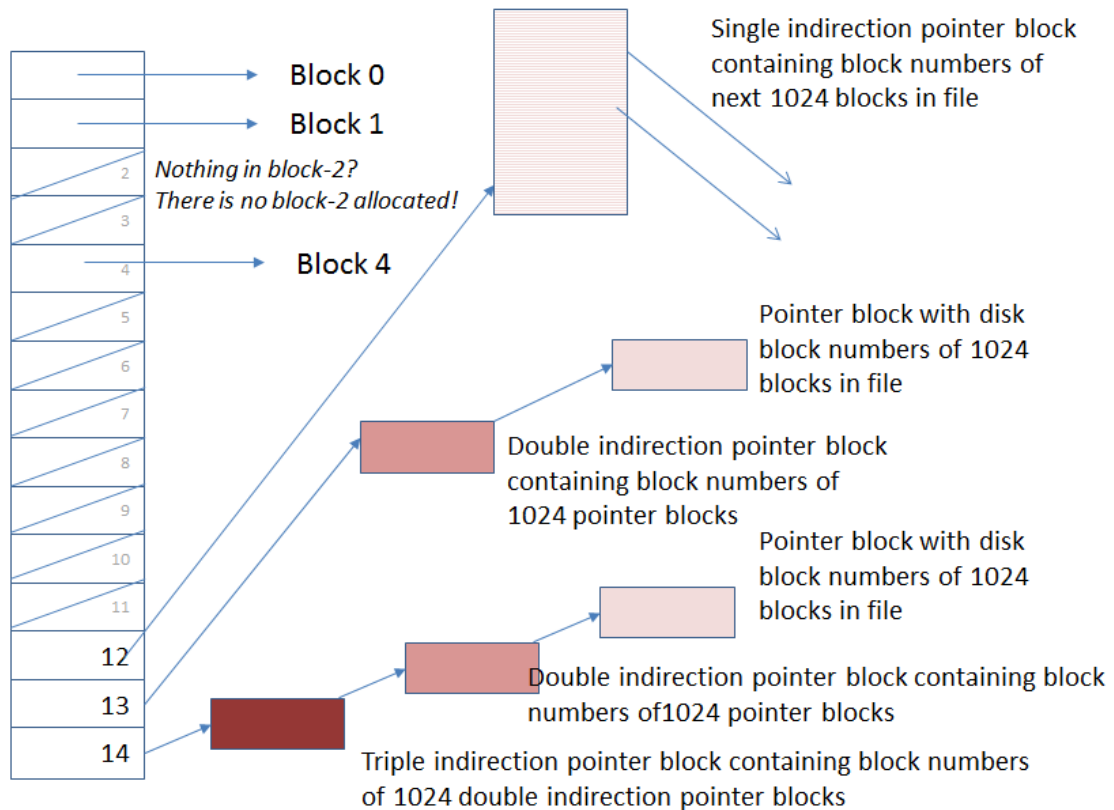 Single indirection pointer block
containing block numbers of
next 1024 blocks in file
Block 0
Block 1
2
Nothing in block-2?
There is no block-2 allocated!
3
4
Block 4
5
6
7
8
9
10
11
12
13
14
Pointer block with disk
block numbers of 1024
blocks in file
Double indirection pointer block
containing block numbers of
1024 pointer blocks
Pointer block with disk
block numbers of 1024
blocks in file
Double indirection pointer block containing block
numbers of1024 pointer blocks
Triple indirection pointer block containing block numbers
of 1024 double indirection pointer blocks